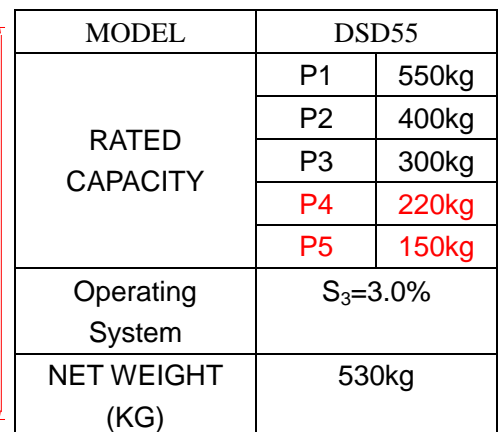 MODEL DSD55
RATED CAPACITY P1 550kg
P2 400kg
P3 300kg
P4 220kg
P5 150kg
Operating System S₃=3.0%
NET WEIGHT (KG) 530kg